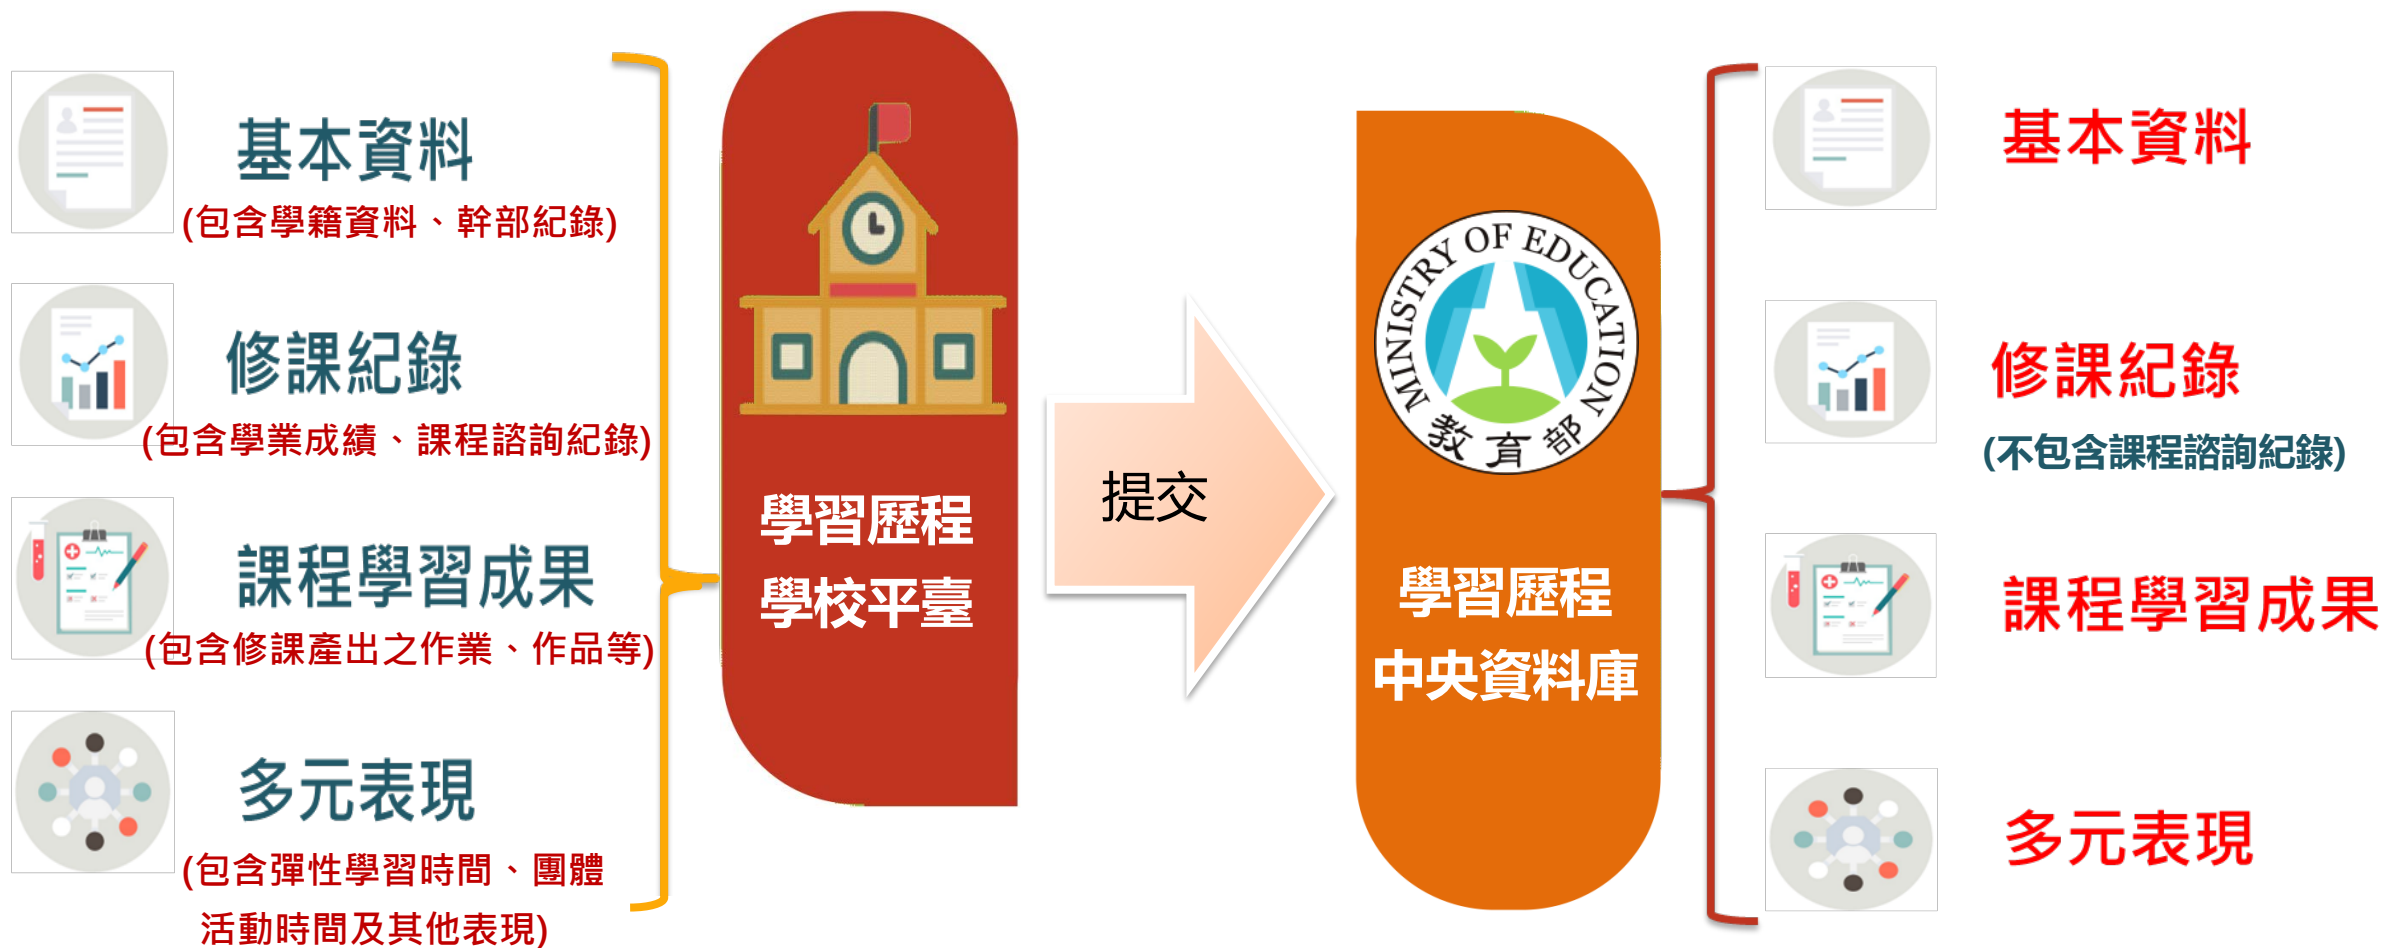 基本資料
(包含學籍資料、幹部紀錄)
修課紀錄
(包含學業成績、課程諮詢紀錄)
課程學習成果
(包含修課產出之作業、作品等)
多元表現
(包含彈性學習時間、團體
活動時間及其他表現)
學習歷程
學校平臺
提交
MINISTRY OF EDUCATION
教育部
學習歷程
中央資料庫
基本資料
修課紀錄
(不包含課程諮詢紀錄)
課程學習成果
多元表現